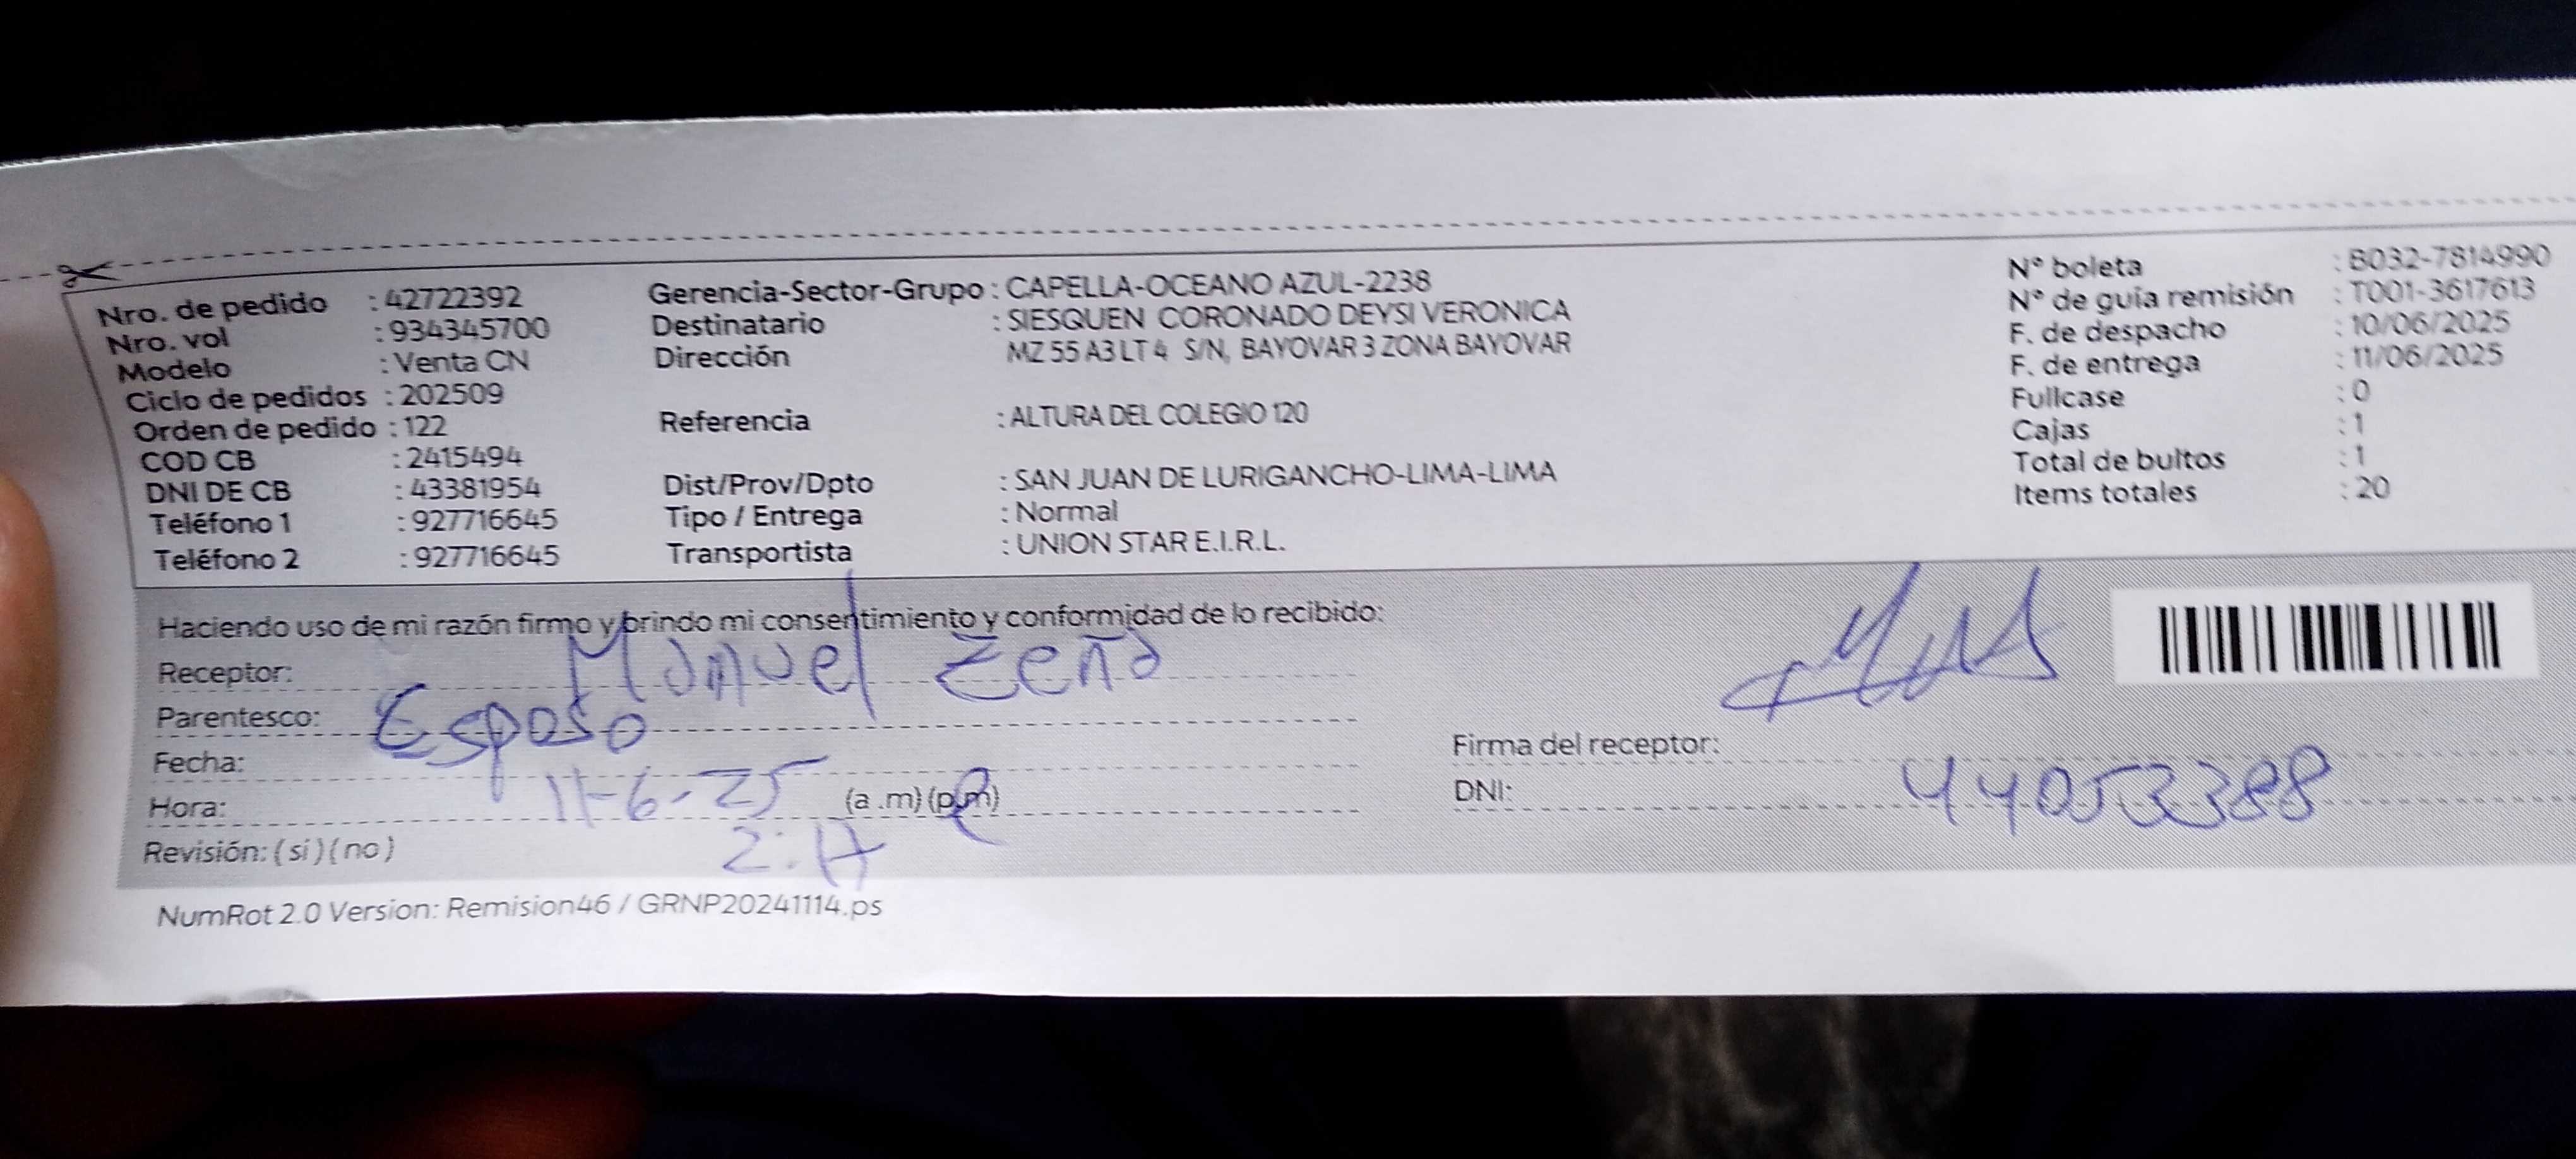 Nro. de pedido : 42722392
Nro. vol : 934345700
Modelo : Venta CN
Ciclo de pedidos : 202509
Orden de pedido : 122
COD CB : 2415494
DNI DE CB : 43381954
Teléfono 1 : 927716645
Teléfono 2 : 927716645
Gerencia-Sector-Grupo : CAPELLA-OCEANO AZUL-2238
Destinatario : SIESQUEN CORONADO DEYSI VERONICA
Dirección MZ 55 A3 LT 4 S/N, BAYOVAR 3 ZONA BAYOVAR
Referencia : ALTURA DEL COLEGIO 120
Dist/Prov/Dpto : SAN JUAN DE LURIGANCHO-LIMA-LIMA
Tipo / Entrega : Normal
Transportista : UNION STAR E.I.R.L.
N° boleta : B032-7814990
N° de guía remisión : T001-3617613
F. de despacho : 10/06/2025
F. de entrega : 11/06/2025
Fullcase : 0
Cajas : 1
Total de bultos : 1
Items totales : 20
Haciendo uso de mi razón firmo y brindo mi consentimiento y conformidad de lo recibido:
Receptor: Manuel Zeña
Parentesco: Esposo
Fecha: 11-6-25
Hora: (a .m) (p.m)
2:17
Revisión: ( si ) ( no )
Firma del receptor:
DNI: 44053388
NumRot 2.0 Version: Remision46 / GRNP20241114.ps